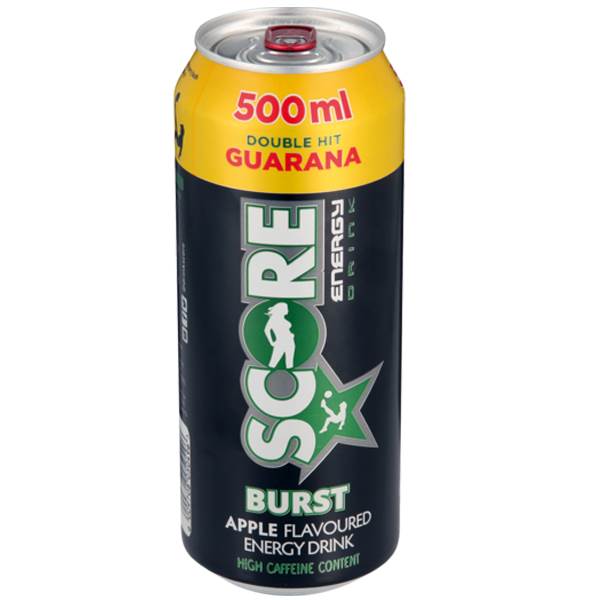 500ml
DOUBLE HIT
GUARANA
SCORE
ENERGY
DRINK
BURST
APPLE FLAVOURED
ENERGY DRINK
HIGH CAFFEINE CONTENT